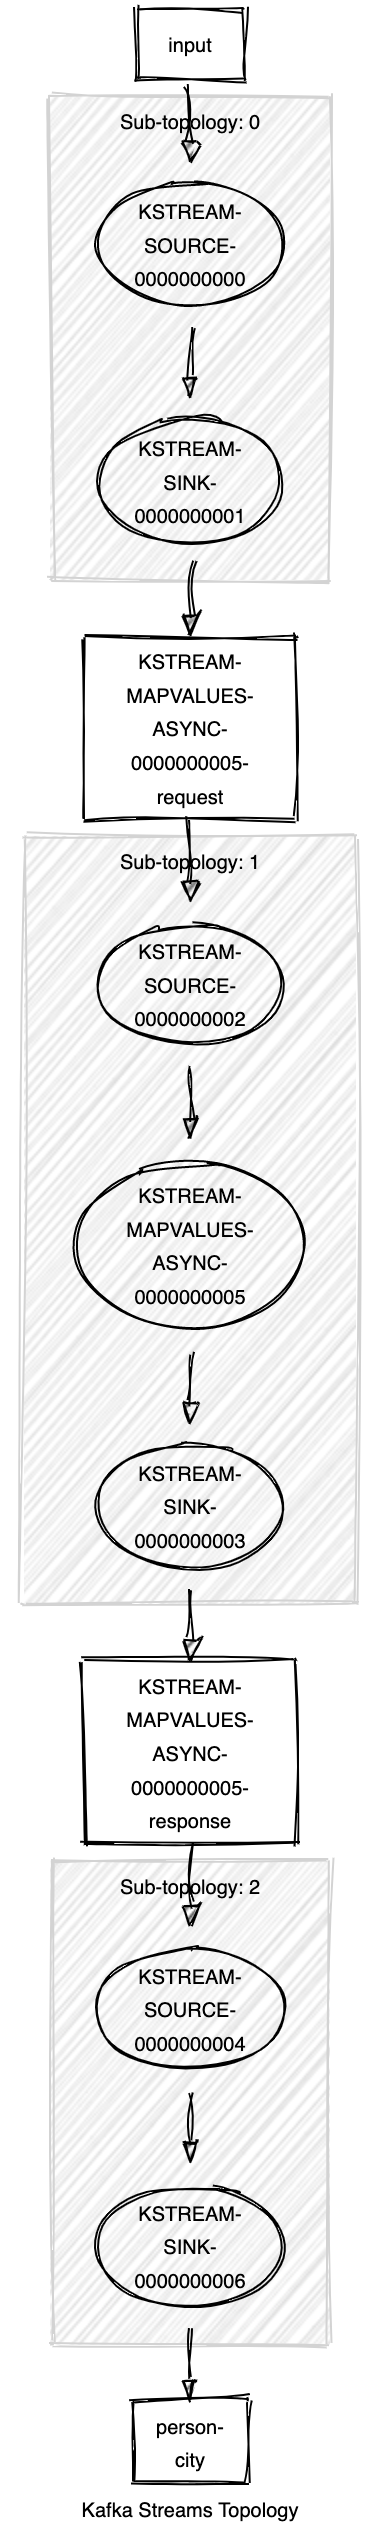 input
Sub-topology: 0
KSTREAM-
SOURCE-
0000000000
KSTREAM-
SINK-
0000000001
KSTREAM-
MAPVALUES-
ASYNC-
0000000005-
request
Sub-topology: 1
KSTREAM-
SOURCE-
0000000002
KSTREAM-
MAPVALUES-
ASYNC-
0000000005
KSTREAM-
SINK-
0000000003
KSTREAM-
MAPVALUES-
ASYNC-
0000000005-
response
Sub-topology: 2
KSTREAM-
SOURCE-
0000000004
KSTREAM-
SINK-
0000000006
person-
city
Kafka Streams Topology